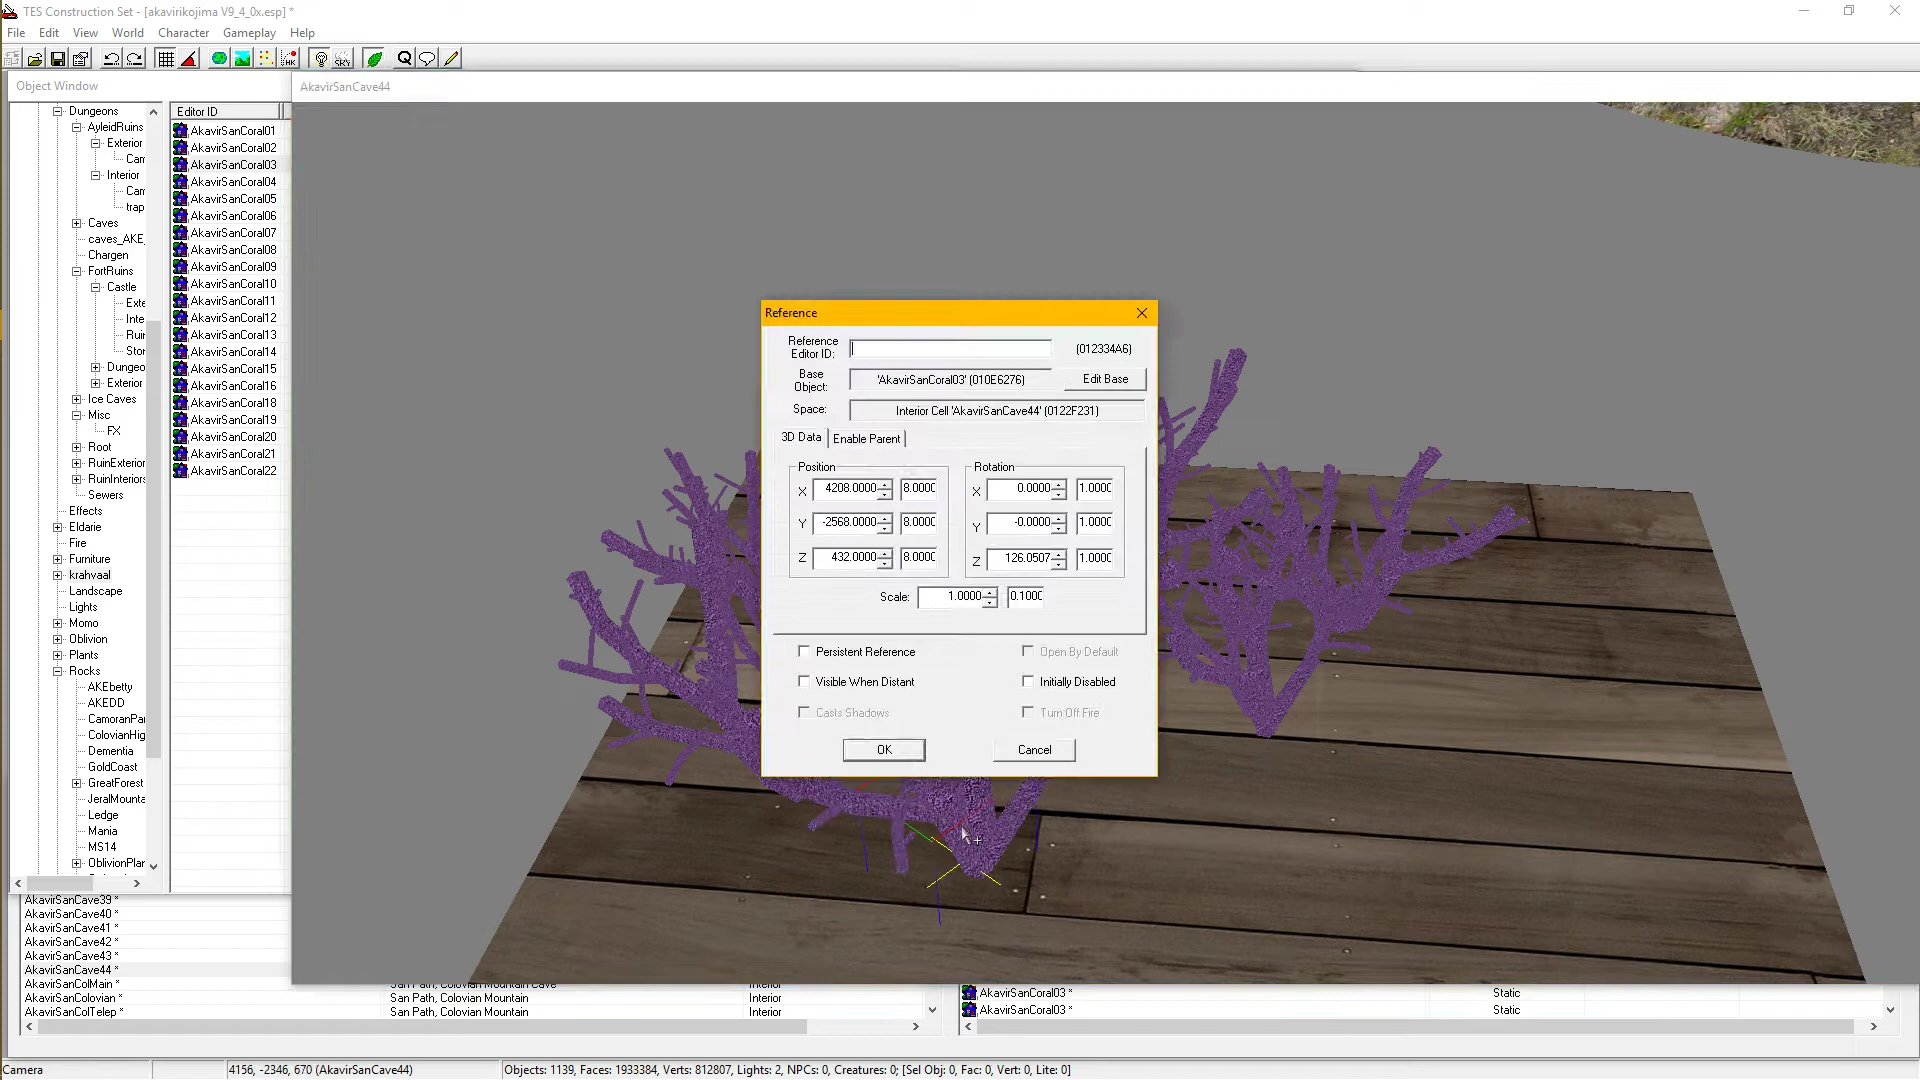 TES Construction Set - [akavirikojima V9_4_0x.esp] *
File Edit View World Character Gameplay Help
Object Window
AkavirSanCave44
Dungeons
AyleidRuins
Exterior
Interior
trap
Caves
caves_AKE
Chargen
FortRuins
Castle
Exterior
Ice Caves
Misc
FX
Root
RuinExterior
RuinInteriors
Sewers
Effects
Eldarie
Fire
Furniture
krahvaal
Landscape
Lights
Momo
Oblivion
Plants
Rocks
AKEbetty
AKEDD
Dementia
GoldCoast
GreatForest
Ledge
Mania
MS14
Editor ID
AkavirSanCoral01
AkavirSanCoral02
AkavirSanCoral03
AkavirSanCoral04
AkavirSanCoral05
AkavirSanCoral06
AkavirSanCoral07
AkavirSanCoral08
AkavirSanCoral09
AkavirSanCoral10
AkavirSanCoral11
AkavirSanCoral12
AkavirSanCoral13
AkavirSanCoral14
AkavirSanCoral15
AkavirSanCoral16
AkavirSanCoral18
AkavirSanCoral19
AkavirSanCoral20
AkavirSanCoral21
AkavirSanCoral22
Reference
Reference Editor ID: (012334A6)
Base Object: 'AkavirSanCoral03' (010E6276) Edit Base
Space: Interior Cell 'AkavirSanCave44' (0122F231)
3D Data Enable Parent
Position Rotation
X 4208.0000 8.0000 X 0.0000 1.0000
Y -2568.0000 8.0000 Y -0.0000 1.0000
Z 432.0000 8.0000 Z 126.0507 1.0000
Scale: 1.0000 0.1000
Persistent Reference Open By Default
Visible When Distant Initially Disabled
Casts Shadows Turn Off Fire
OK Cancel
AkavirSanCave39 *
AkavirSanCave40 *
AkavirSanCave41 *
AkavirSanCave42 *
AkavirSanCave43 *
AkavirSanCave44 *
AkavirSanColMain * San Path, Colovian Mountain Cave Interior
AkavirSanColovian * San Path, Colovian Mountain Interior
AkavirSanColTelep * San Path, Colovian Mountain Interior
AkavirSanCoral03 * Static
AkavirSanCoral03 * Static
Camera 4156, -2346, 670 (AkavirSanCave44) Objects: 1139, Faces: 1933384, Verts: 812807, Lights: 2, NPCs: 0, Creatures: 0; [Sel Obj: 0, Fac: 0, Vert: 0, Lite: 0]